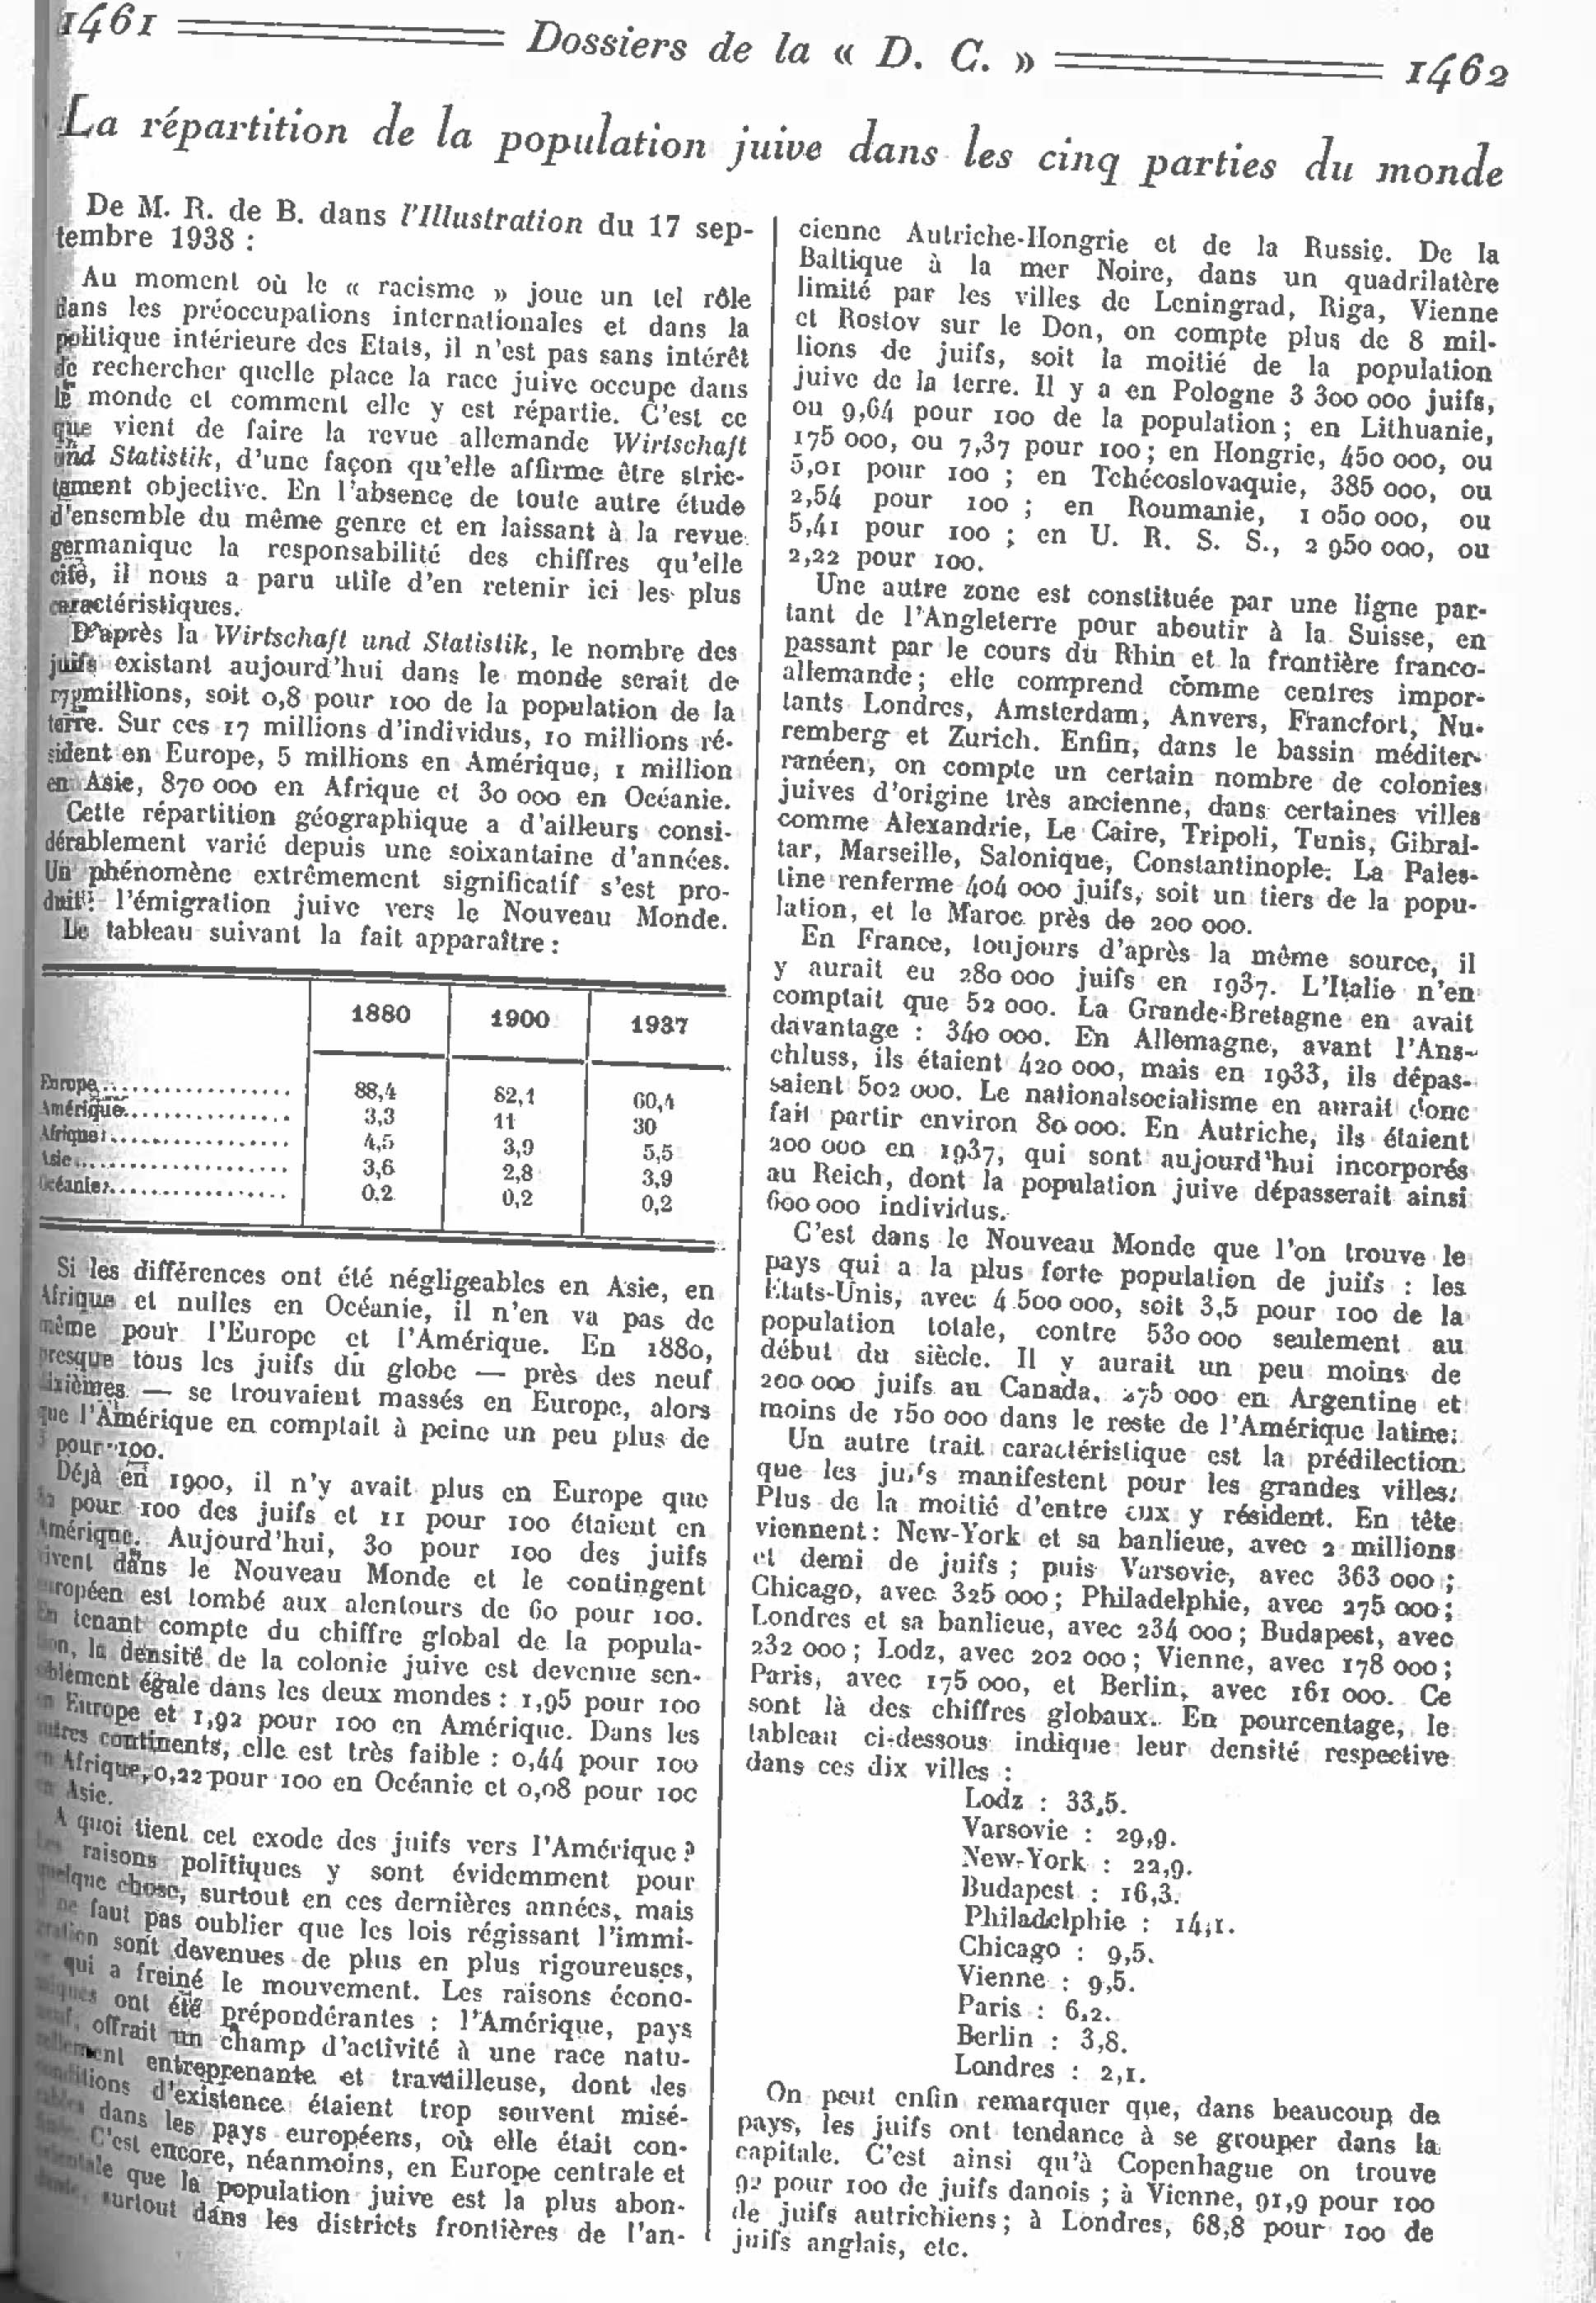 1461 Dossiers de la « D. C. » 1462
La répartition de la population juive dans les cinq parties du monde
De M. R. de B. dans l'Illustration du 17 sep-
tembre 1938 :
Au moment où le « racisme » joue un tel rôle
dans les préoccupations internationales et dans la
politique intérieure des Etats, il n'est pas sans intérêt
de rechercher quelle place la race juive occupe dans
le monde et comment elle y est répartie. C'est ce
que vient de faire la revue allemande Wirtschaft
und Statistik, d'une façon qu'elle affirme être stric-
tement objective. En l'absence de toute autre étude
d'ensemble du même genre et en laissant à la revue
germanique la responsabilité des chiffres qu'elle
cite, il nous a paru utile d'en retenir ici les plus
caractéristiques.
D'après la Wirtschaft und Statistik, le nombre des
juifs existant aujourd'hui dans le monde serait de
17 millions, soit 0,8 pour 100 de la population de la
terre. Sur ces 17 millions d'individus, 10 millions ré-
sident en Europe, 5 millions en Amérique, 1 million
en Asie, 870 000 en Afrique et 30 000 en Océanie.
Cette répartition géographique a d'ailleurs consi-
dérablement varié depuis une soixantaine d'années.
Un phénomène extrêmement significatif s'est pro-
duit : l'émigration juive vers le Nouveau Monde.
Le tableau suivant la fait apparaître :
1880 1900 1937
Europe 88,4 82,1 60,4
Amérique 3,3 11 30
Afrique 4,5 3,9 5,5
Asie 3,6 2,8 3,9
Océanie 0.2 0,2 0,2
Si les différences ont été négligeables en Asie, en
Afrique et nulles en Océanie, il n'en va pas de
même pour l'Europe et l'Amérique. En 1880,
presque tous les juifs du globe — près des neuf
dixièmes — se trouvaient massés en Europe, alors
que l'Amérique en comptait à peine un peu plus de
3 pour 100.
Déjà en 1900, il n'y avait plus en Europe que
pour 100 des juifs et 11 pour 100 étaient en
Amérique. Aujourd'hui, 30 pour 100 des juifs
vivent dans le Nouveau Monde et le contingent
européen est tombé aux alentours de 60 pour 100.
En tenant compte du chiffre global de la popula-
tion, la densité de la colonie juive est devenue sen-
siblement égale dans les deux mondes : 1,95 pour 100
en Europe et 1,92 pour 100 en Amérique. Dans les
autres continents, elle est très faible : 0,44 pour 100
en Afrique, 0,22 pour 100 en Océanie et 0,08 pour 100
en Asie.
A quoi tient cet exode des juifs vers l'Amérique ?
Les raisons politiques y sont évidemment pour
quelque chose, surtout en ces dernières années, mais
il ne faut pas oublier que les lois régissant l'immi-
gration sont devenues de plus en plus rigoureuses,
ce qui a freiné le mouvement. Les raisons écono-
miques ont été prépondérantes : l'Amérique, pays
neuf, offrait un champ d'activité à une race natu-
rellement entreprenante et travailleuse, dont les
conditions d'existence étaient trop souvent misé-
rables dans les pays européens, où elle était con-
C'est encore, néanmoins, en Europe centrale et
orientale que la population juive est la plus abon-
dante, surtout dans les districts frontières de l'an-
cienne Autriche-Hongrie et de la Russie. De la
Baltique à la mer Noire, dans un quadrilatère
limité par les villes de Leningrad, Riga, Vienne
et Rostov sur le Don, on compte plus de 8 mil-
lions de juifs, soit la moitié de la population
juive de la terre. Il y a en Pologne 3 300 000 juifs,
ou 9,64 pour 100 de la population ; en Lithuanie,
175 000, ou 7,37 pour 100 ; en Hongrie, 450 000, ou
5,01 pour 100 ; en Tchécoslovaquie, 385 000, ou
2,54 pour 100 ; en Roumanie, 1 050 000, ou
5,41 pour 100 ; en U. R. S. S., 2 950 000, ou
2,22 pour 100.
Une autre zone est constituée par une ligne par-
tant de l'Angleterre pour aboutir à la Suisse, en
passant par le cours du Rhin et la frontière franco-
allemande ; elle comprend comme centres impor-
tants Londres, Amsterdam, Anvers, Francfort, Nu-
remberg et Zurich. Enfin, dans le bassin méditer-
ranéen, on compte un certain nombre de colonies
juives d'origine très ancienne, dans certaines villes
comme Alexandrie, Le Caire, Tripoli, Tunis, Gibral-
tar, Marseille, Salonique, Constantinople. La Pales-
tine renferme 404 000 juifs, soit un tiers de la popu-
lation, et le Maroc près de 200 000.
En France, toujours d'après la même source, il
y aurait eu 280 000 juifs en 1937. L'Italie n'en
comptait que 52 000. La Grande-Bretagne en avait
davantage : 340 000. En Allemagne, avant l'Ans-
chluss, ils étaient 420 000, mais en 1933, ils dépas-
saient 502 000. Le nationalsocialisme en aurait donc
fait partir environ 80 000. En Autriche, ils étaient
200 000 en 1937, qui sont aujourd'hui incorporés
au Reich, dont la population juive dépasserait ainsi
600 000 individus.
C'est dans le Nouveau Monde que l'on trouve le
pays qui a la plus forte population de juifs : les
Etats-Unis, avec 4 500 000, soit 3,5 pour 100 de la
population totale, contre 530 000 seulement au
début du siècle. Il y aurait un peu moins de
200 000 juifs au Canada, 275 000 en Argentine et
moins de 150 000 dans le reste de l'Amérique latine.
Un autre trait caractéristique est la prédilection
que les juifs manifestent pour les grandes villes.
Plus de la moitié d'entre eux y résident. En tête
viennent : New-York et sa banlieue, avec 2 millions
et demi de juifs ; puis Varsovie, avec 363 000 ;
Chicago, avec 325 000 ; Philadelphie, avec 275 000 ;
Londres et sa banlieue, avec 234 000 ; Budapest, avec
232 000 ; Lodz, avec 202 000 ; Vienne, avec 178 000 ;
Paris, avec 175 000, et Berlin, avec 161 000. Ce
sont là des chiffres globaux. En pourcentage, le
tableau ci-dessous indique leur densité respective
dans ces dix villes :
Lodz : 33,5.
Varsovie : 29,9.
New-York : 22,9.
Budapest : 16,3.
Philadelphie : 14,1.
Chicago : 9,5.
Vienne : 9,5.
Paris : 6,2.
Berlin : 3,8.
Londres : 2,1.
On peut enfin remarquer que, dans beaucoup de
pays, les juifs ont tendance à se grouper dans la
capitale. C'est ainsi qu'à Copenhague on trouve
92 pour 100 de juifs danois ; à Vienne, 91,9 pour 100
de juifs autrichiens ; à Londres, 68,8 pour 100 de
juifs anglais, etc.